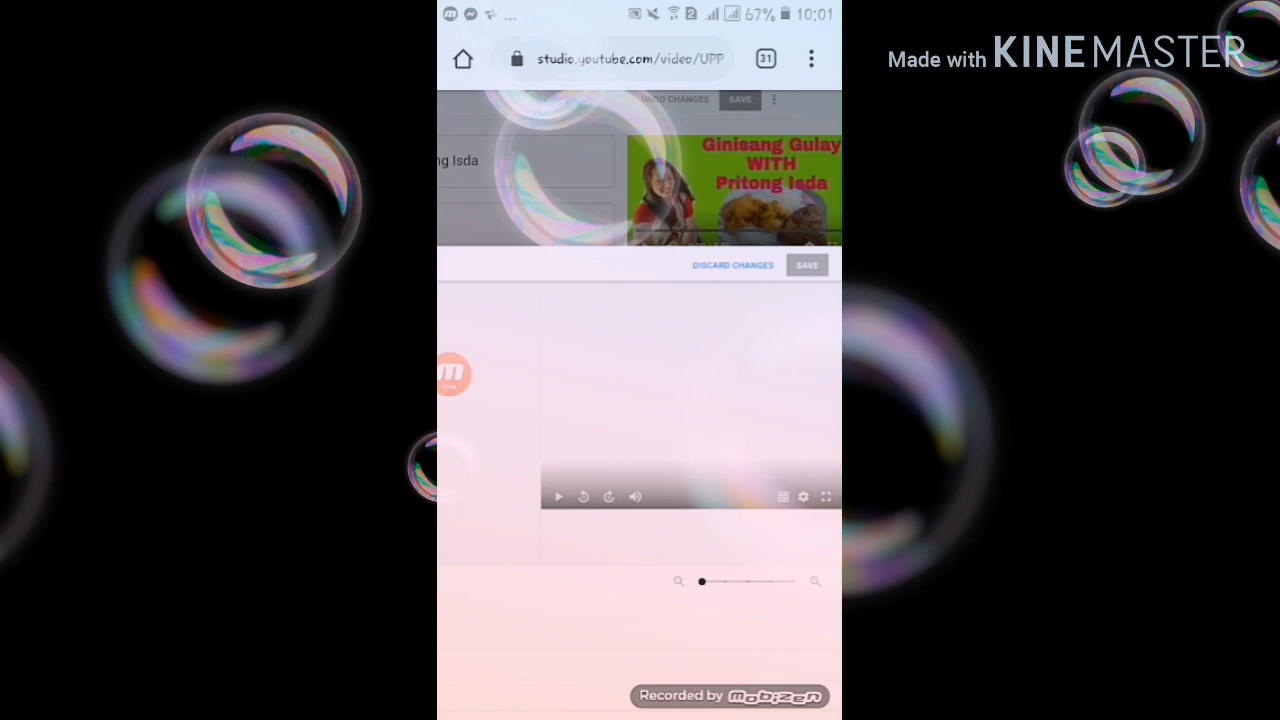 Made with KINEMASTER
67% 10:01
studio.youtube.com/video/UPP
31
UNDO CHANGES SAVE
ng Isda
Ginisang Gulay
WITH
Pritong Isda
DISCARD CHANGES SAVE
Recorded by mobizen